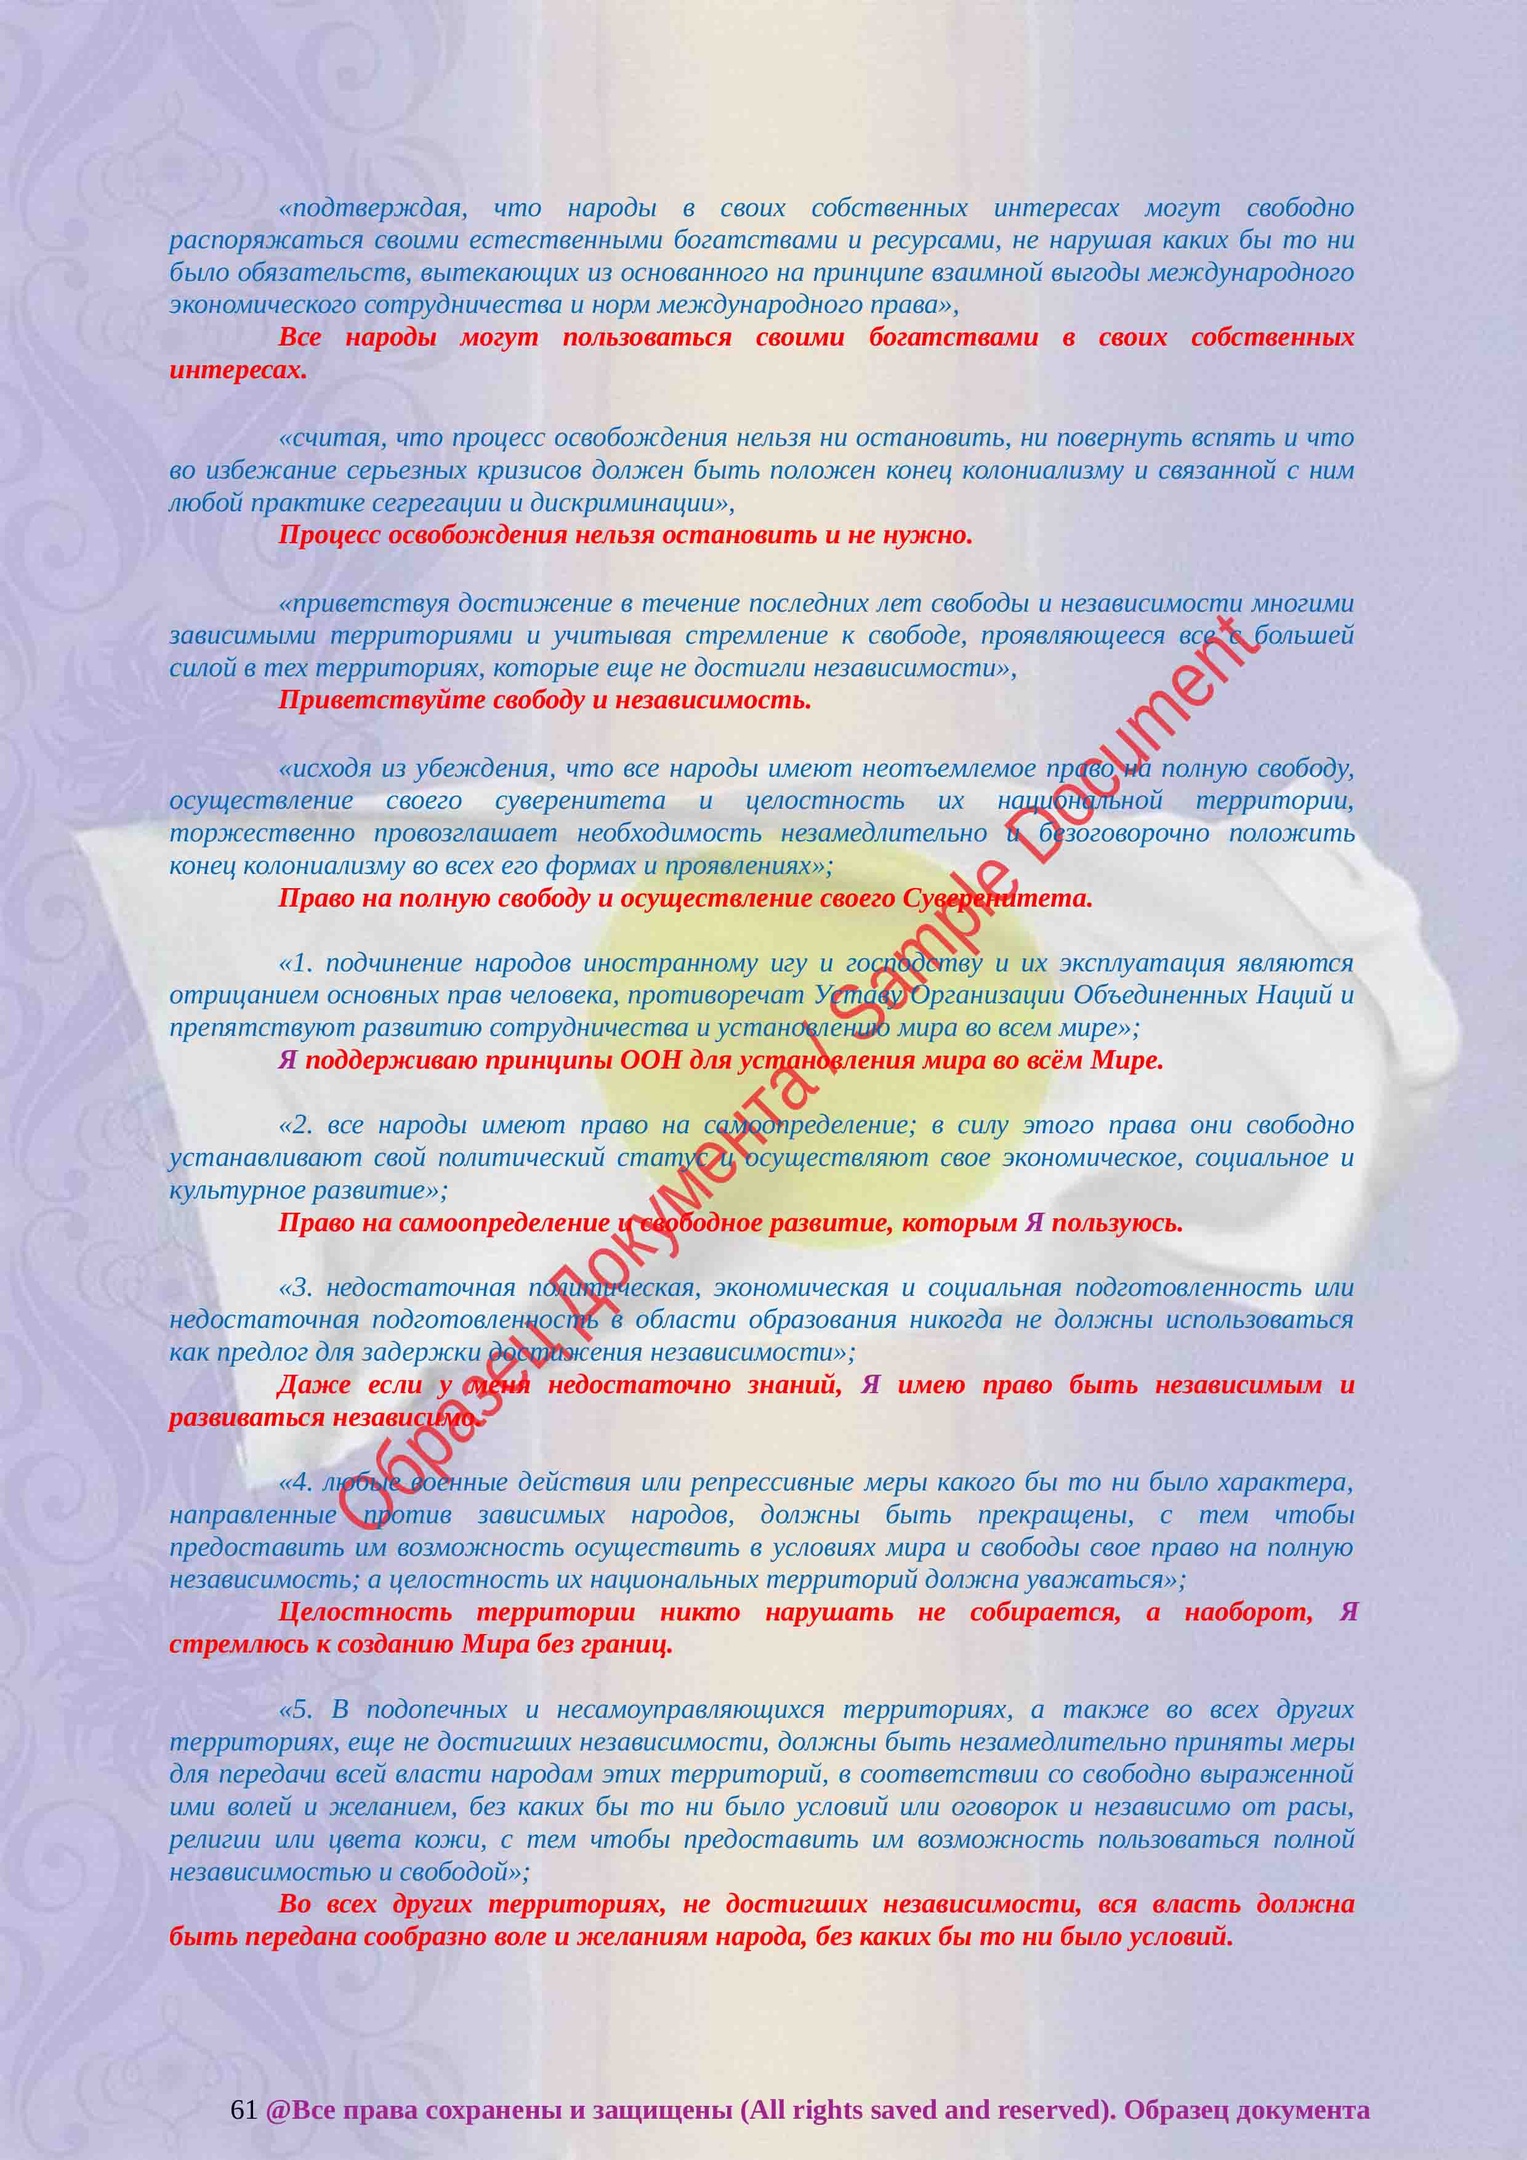 «подтверждая, что народы в своих собственных интересах могут свободно
распоряжаться своими естественными богатствами и ресурсами, не нарушая каких бы то ни
было обязательств, вытекающих из основанного на принципе взаимной выгоды международного
экономического сотрудничества и норм международного права»,
Все народы могут пользоваться своими богатствами в своих собственных
интересах.
«считая, что процесс освобождения нельзя ни остановить, ни повернуть вспять и что
во избежание серьезных кризисов должен быть положен конец колониализму и связанной с ним
любой практике сегрегации и дискриминации»,
Процесс освобождения нельзя остановить и не нужно.
«приветствуя достижение в течение последних лет свободы и независимости многими
зависимыми территориями и учитывая стремление к свободе, проявляющееся все с большей
силой в тех территориях, которые еще не достигли независимости»,
Приветствуйте свободу и независимость.
«исходя из убеждения, что все народы имеют неотъемлемое право на полную свободу,
осуществление своего суверенитета и целостность их национальной территории,
торжественно провозглашает необходимость незамедлительно и безоговорочно положить
конец колониализму во всех его формах и проявлениях»;
Право на полную свободу и осуществление своего Суверенитета.
«1. подчинение народов иностранному игу и господству и их эксплуатация являются
отрицанием основных прав человека, противоречат Уставу Организации Объединенных Наций и
препятствуют развитию сотрудничества и установлению мира во всем мире»;
Я поддерживаю принципы ООН для установления мира во всём Мире.
«2. все народы имеют право на самоопределение; в силу этого права они свободно
устанавливают свой политический статус и осуществляют свое экономическое, социальное и
культурное развитие»;
Право на самоопределение и свободное развитие, которым Я пользуюсь.
«3. недостаточная политическая, экономическая и социальная подготовленность или
недостаточная подготовленность в области образования никогда не должны использоваться
как предлог для задержки достижения независимости»;
Даже если у меня недостаточно знаний, Я имею право быть независимым и
развиваться независимо.
«4. любые военные действия или репрессивные меры какого бы то ни было характера,
направленные против зависимых народов, должны быть прекращены, с тем чтобы
предоставить им возможность осуществить в условиях мира и свободы свое право на полную
независимость; а целостность их национальных территорий должна уважаться»;
Целостность территории никто нарушать не собирается, а наоборот, Я
стремлюсь к созданию Мира без границ.
«5. В подопечных и несамоуправляющихся территориях, а также во всех других
территориях, еще не достигших независимости, должны быть незамедлительно приняты меры
для передачи всей власти народам этих территорий, в соответствии со свободно выраженной
ими волей и желанием, без каких бы то ни было условий или оговорок и независимо от расы,
религии или цвета кожи, с тем чтобы предоставить им возможность пользоваться полной
независимостью и свободой»;
Во всех других территориях, не достигших независимости, вся власть должна
быть передана сообразно воле и желаниям народа, без каких бы то ни было условий.
Образец Документа / Sample Document
61 @Все права сохранены и защищены (All rights saved and reserved). Образец документа